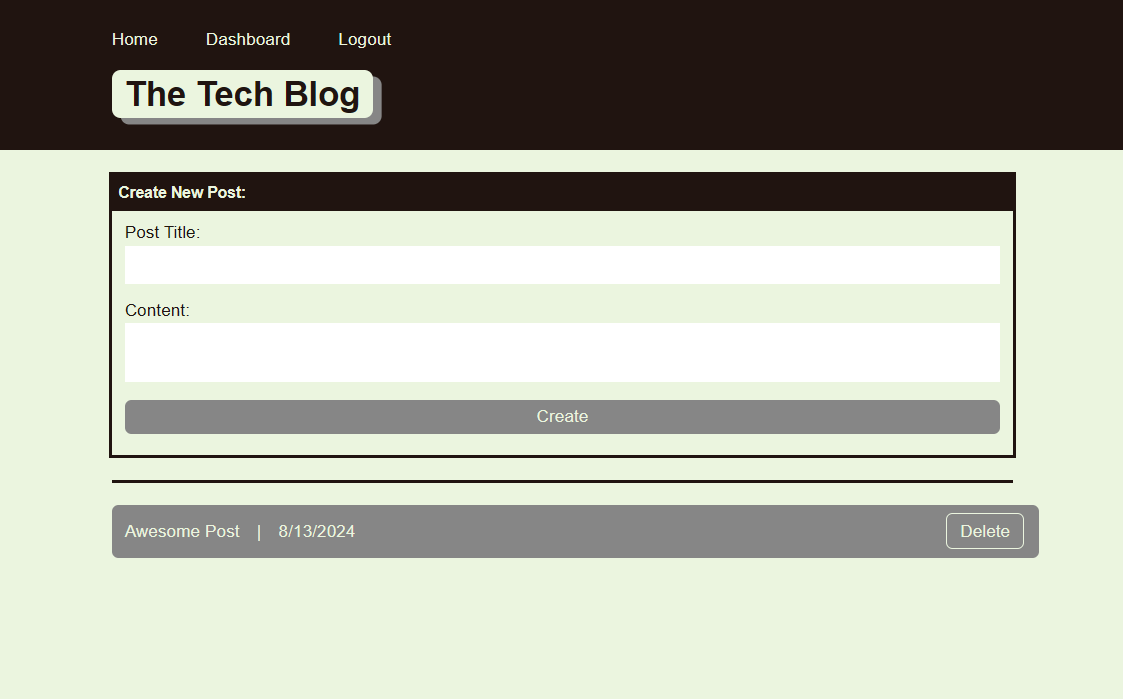 Home Dashboard Logout
The Tech Blog
Create New Post:
Post Title:
Content:
Create
Awesome Post | 8/13/2024 Delete